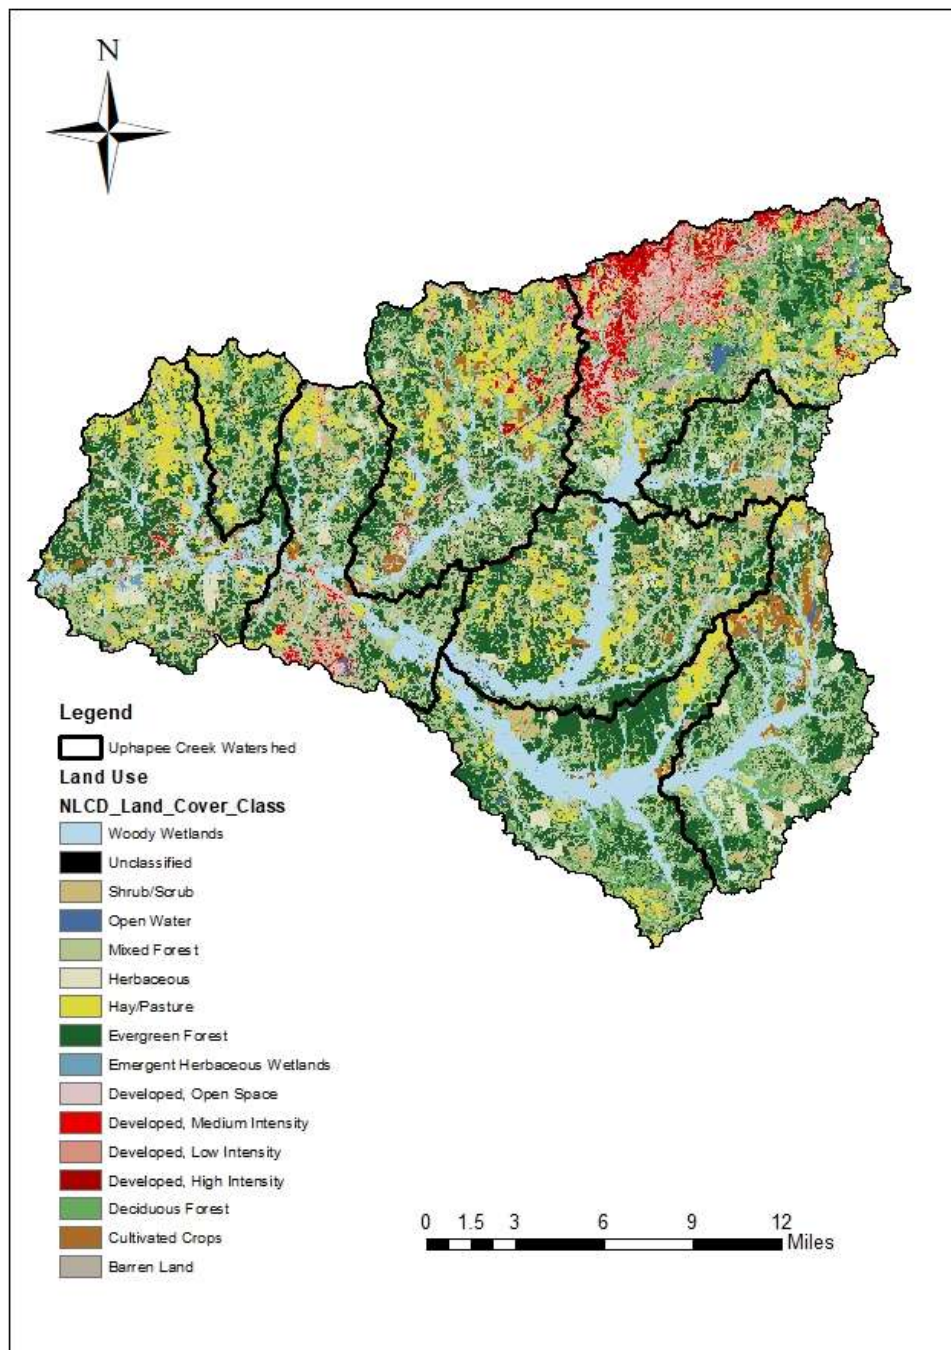 N
Legend
Uphapee Creek Watershed
Land Use
NLCD_Land_Cover_Class
Woody Wetlands
Unclassified
Shrub/Scrub
Open Water
Mixed Forest
Herbaceous
Hay/Pasture
Evergreen Forest
Emergent Herbaceous Wetlands
Developed, Open Space
Developed, Medium Intensity
Developed, Low Intensity
Developed, High Intensity
Deciduous Forest
Cultivated Crops
Barren Land
0 1.5 3 6 9 12
Miles